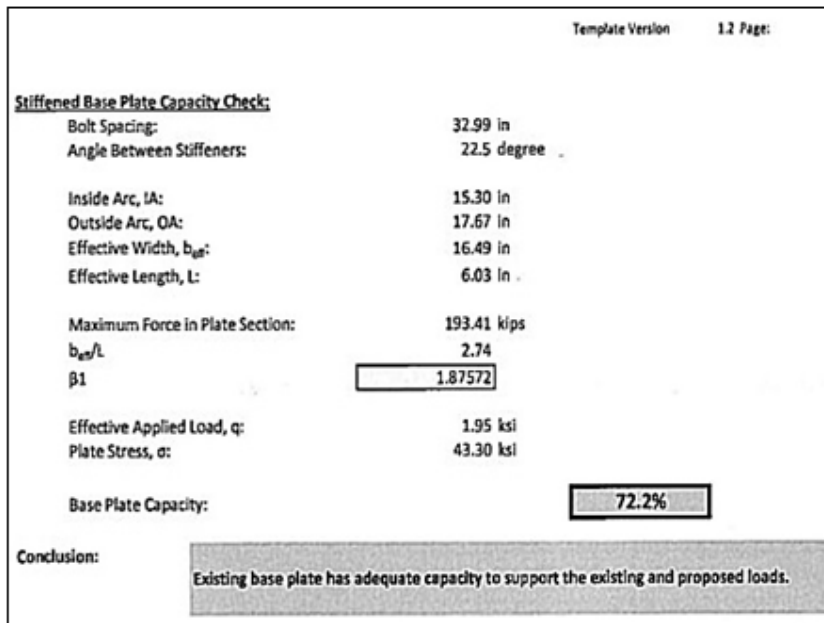 Template Version 1.2 Page:
Stiffened Base Plate Capacity Check:
Bolt Spacing: 32.99 in
Angle Between Stiffeners: 22.5 degree
Inside Arc, IA: 15.30 in
Outside Arc, OA: 17.67 in
Effective Width, beff: 16.49 in
Effective Length, L: 6.03 in
Maximum Force in Plate Section: 193.41 kips
beff/L 2.74
β1 1.87572
Effective Applied Load, q: 1.95 ksi
Plate Stress, σ: 43.30 ksi
Base Plate Capacity: 72.2%
Conclusion:
Existing base plate has adequate capacity to support the existing and proposed loads.